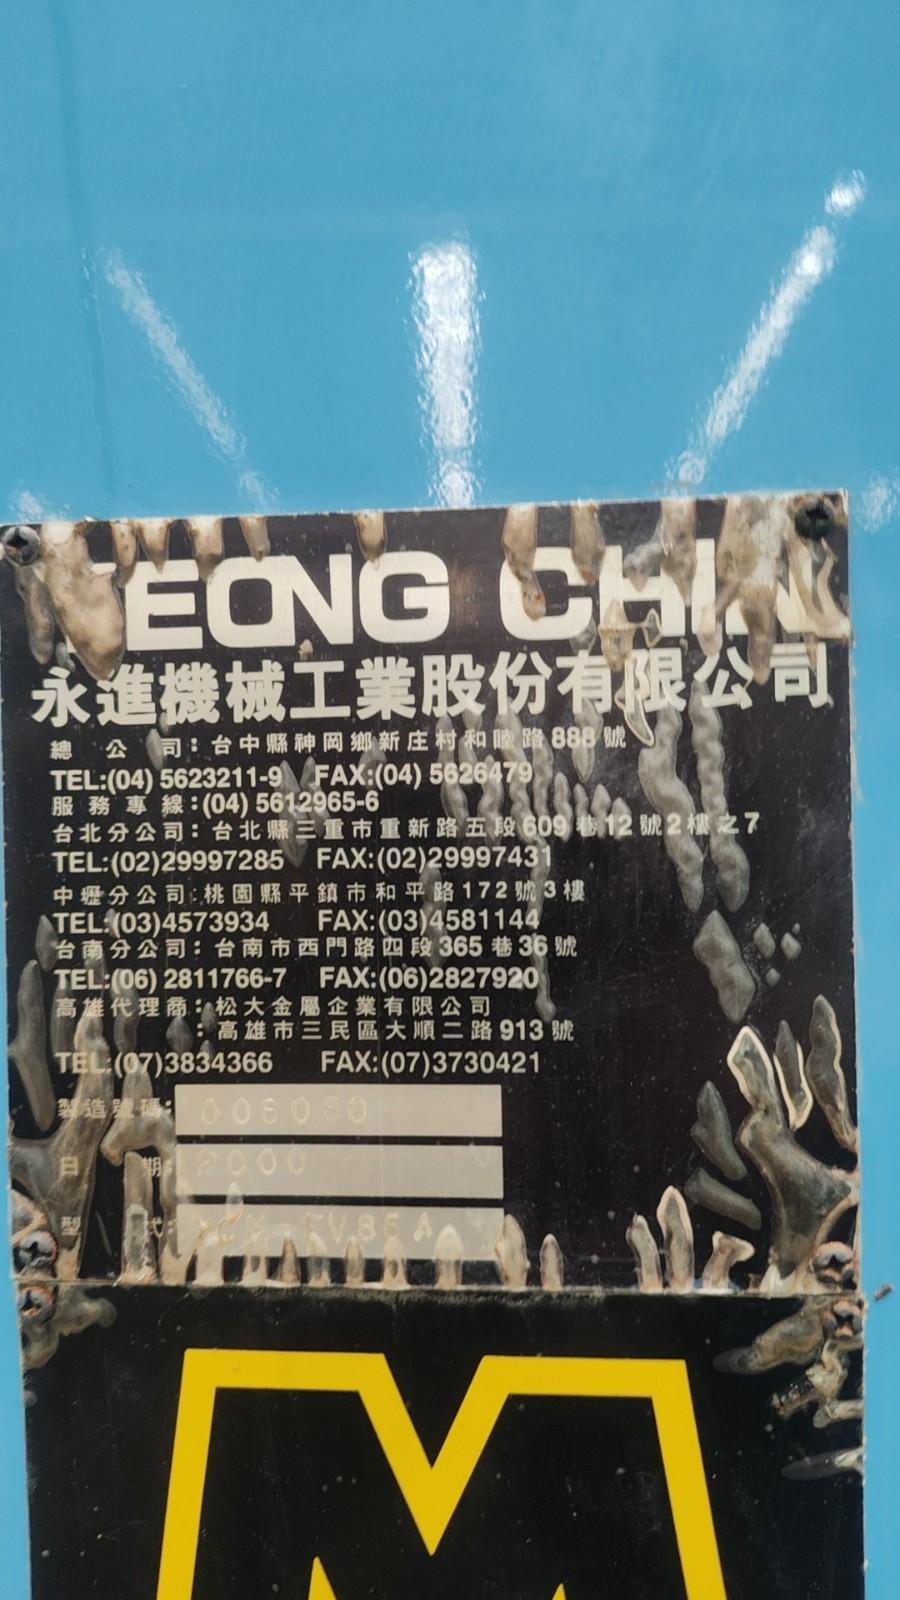 YEONG CHIN
永進機械工業股份有限公司
總公司：台中縣神岡鄉新庄村和睦路888號
TEL:(04) 5623211-9 FAX:(04) 5626479
服務專線：(04) 5612965-6
台北分公司：台北縣三重市重新路五段609巷12號2樓之7
TEL:(02)29997285 FAX:(02)29997431
中壢分公司：桃園縣平鎮市和平路172號3樓
TEL:(03)4573934 FAX:(03)4581144
台南分公司：台南市西門路四段365巷36號
TEL:(06) 2811766-7 FAX:(06)2827920
高雄代理商：松大金屬企業有限公司
：高雄市三民區大順二路913號
TEL:(07)3834366 FAX:(07)3730421
製造號碼：
日期：2000
型式：